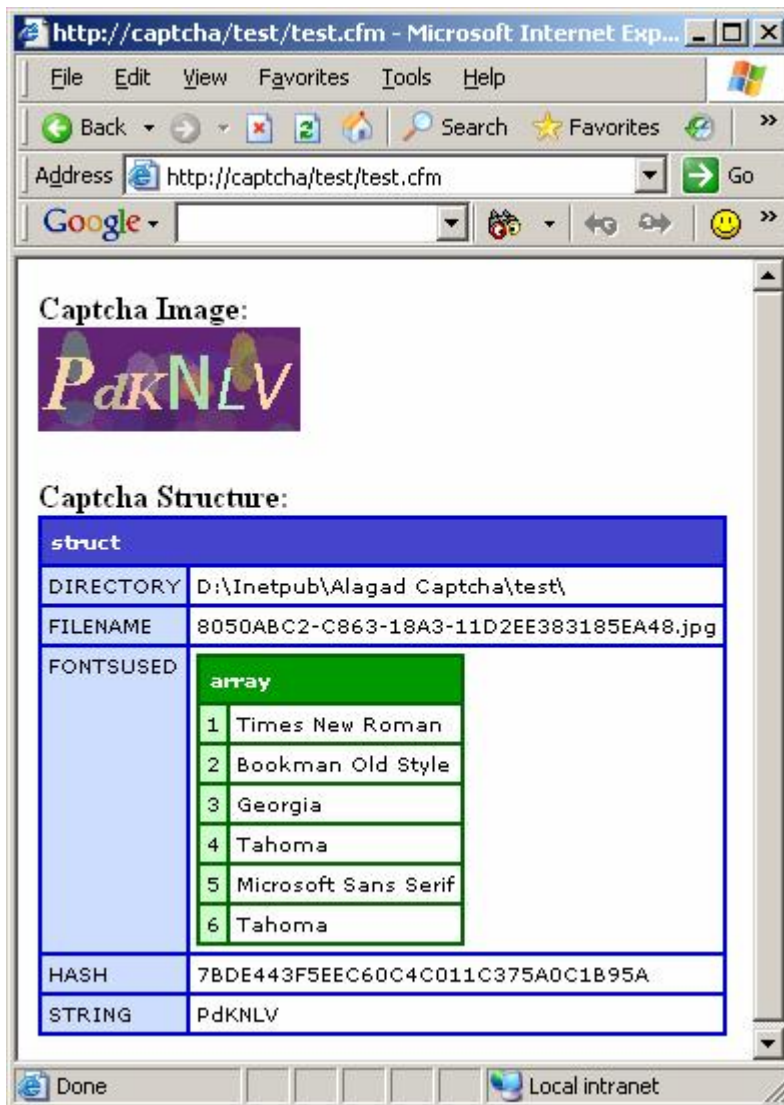 http://captcha/test/test.cfm - Microsoft Internet Exp...
File Edit View Favorites Tools Help
Back Search Favorites »
Address http://captcha/test/test.cfm Go
Google »
Captcha Image:
PdKNLV
Captcha Structure:
struct
DIRECTORY D:\Inetpub\Alagad Captcha\test\
FILENAME 8050ABC2-C863-18A3-11D2EE383185EA48.jpg
FONTSUSED array
1 Times New Roman
2 Bookman Old Style
3 Georgia
4 Tahoma
5 Microsoft Sans Serif
6 Tahoma
HASH 7BDE443F5EEC60C4C011C375A0C1B95A
STRING PdKNLV
Done Local intranet